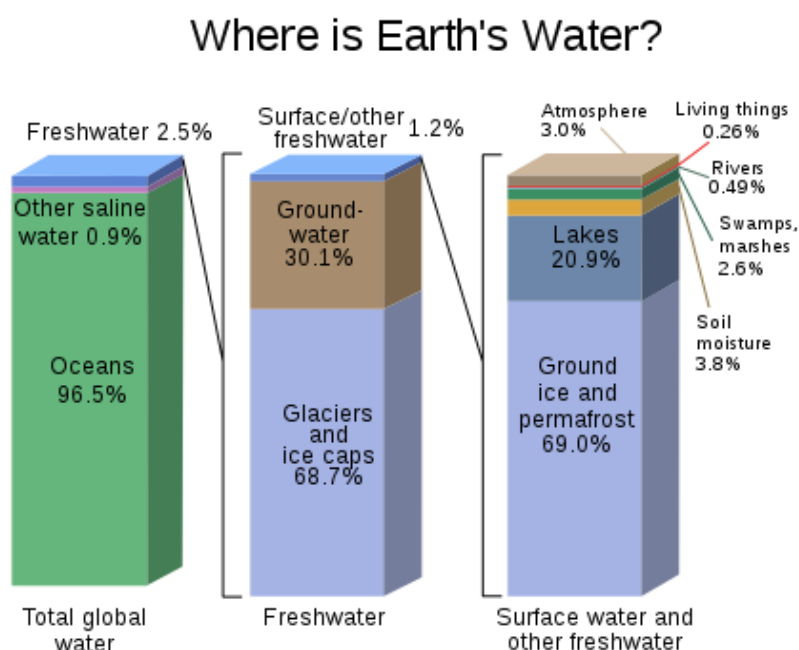 Where is Earth's Water?
Freshwater 2.5%
Other saline
water 0.9%
Oceans
96.5%
Total global
water
Surface/other
freshwater
1.2%
Ground-
water
30.1%
Glaciers
and
ice caps
68.7%
Freshwater
Atmosphere
3.0%
Living things
0.26%
Rivers
0.49%
Swamps,
marshes
2.6%
Soil
moisture
3.8%
Lakes
20.9%
Ground
ice and
permafrost
69.0%
Surface water and
other freshwater